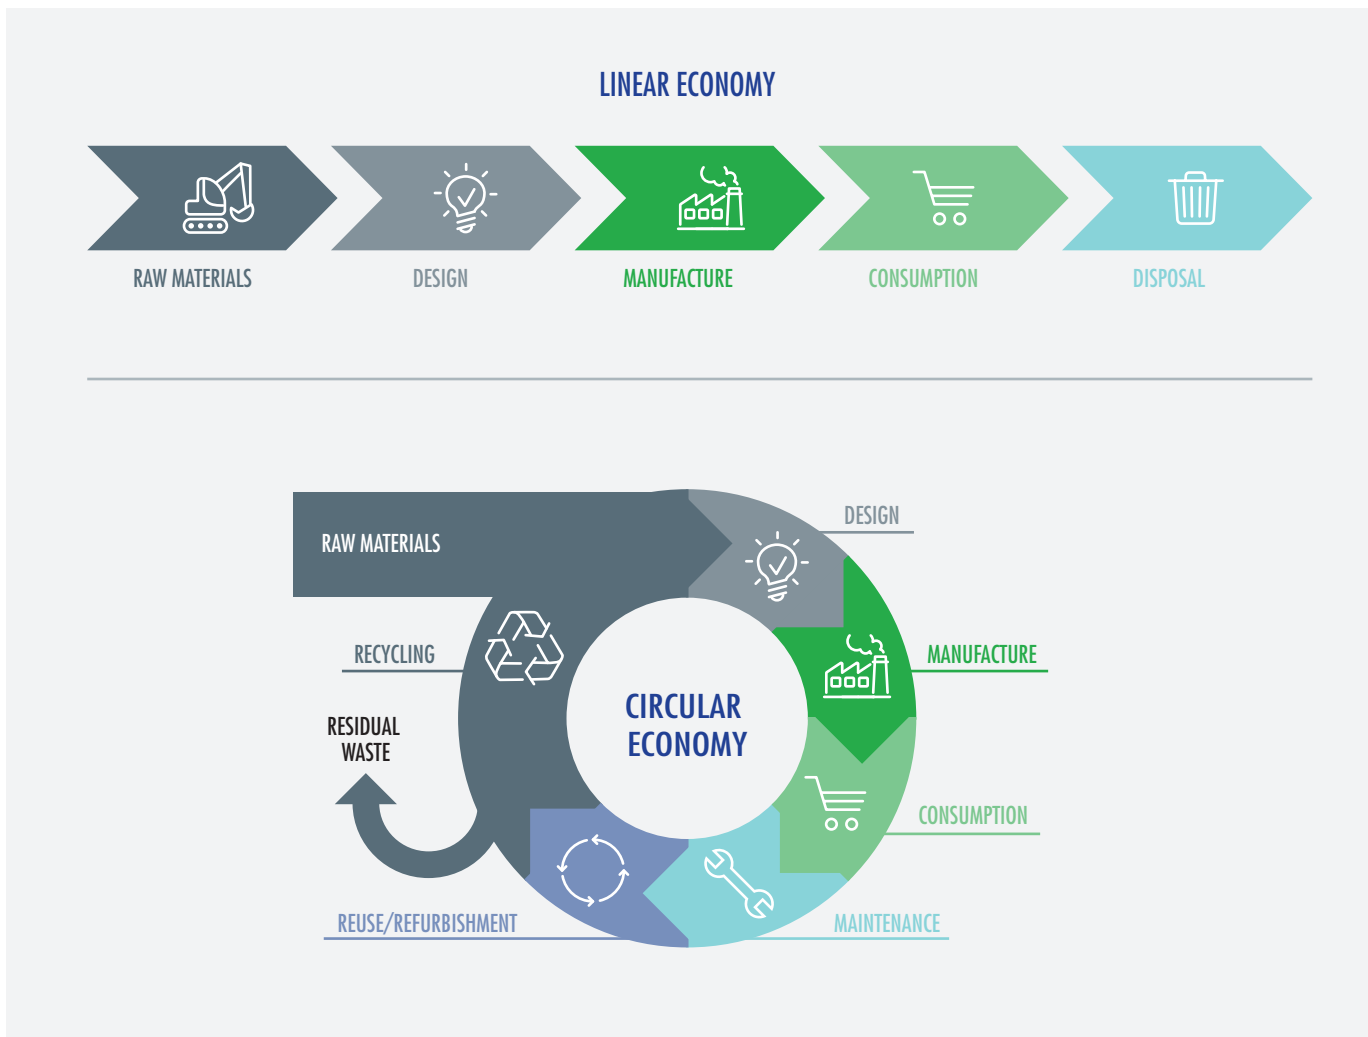 LINEAR ECONOMY
RAW MATERIALS
DESIGN
MANUFACTURE
CONSUMPTION
DISPOSAL
RAW MATERIALS
DESIGN
MANUFACTURE
CONSUMPTION
MAINTENANCE
REUSE/REFURBISHMENT
RECYCLING
RESIDUAL
WASTE
CIRCULAR
ECONOMY